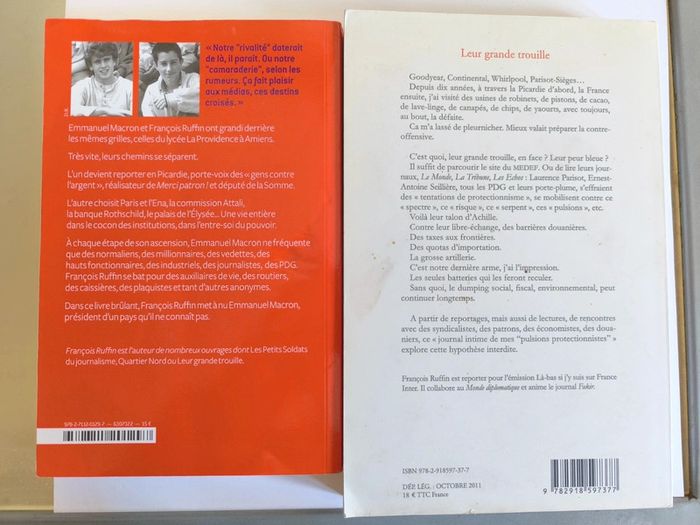 « Notre "rivalité" daterait
de là, il paraît. Ou notre
"camaraderie", selon les
rumeurs. Ça fait plaisir
aux médias, ces destins
croisés. »
Emmanuel Macron et François Ruffin ont grandi derrière
les mêmes grilles, celles du lycée La Providence à Amiens.
Très vite, leurs chemins se séparent.
L'un devient reporter en Picardie, porte-voix des « gens contre
l'argent », réalisateur de Merci patron ! et député de la Somme.
L'autre choisit Paris et l'Ena, la commission Attali,
la banque Rothschild, le palais de l'Élysée... Une vie entière
dans le cocon des institutions, dans l'entre-soi du pouvoir.
À chaque étape de son ascension, Emmanuel Macron ne fréquente
que des normaliens, des millionnaires, des vedettes, des
hauts fonctionnaires, des industriels, des journalistes, des PDG.
François Ruffin se bat pour des auxiliaires de vie, des routiers,
des caissières, des plaquistes et tant d'autres anonymes.
Dans ce livre brûlant, François Ruffin met à nu Emmanuel Macron,
président d'un pays qu'il ne connaît pas.
François Ruffin est l'auteur de nombreux ouvrages dont Les Petits Soldats
du journalisme, Quartier Nord ou Leur grande trouille.
15 €
Leur grande trouille
Goodyear, Continental, Whirlpool, Parisot-Sièges…
Depuis dix années, à travers la Picardie d'abord, la France
ensuite, j'ai visité des usines de robinets, de pistons, de cacao,
de lave-linge, de canapés, de chips, de yaourts, avec toujours,
au bout, la défaite.
Ca m'a lassé de pleurnicher. Mieux valait préparer la contre-
offensive.
C'est quoi, leur grande trouille, en face ? Leur peur bleue ?
Il suffit de parcourir le site du MEDEF. Ou de lire leurs jour-
naux, Le Monde, La Tribune, Les Echos : Laurence Parisot, Ernest-
Antoine Seillière, tous les PDG et leurs porte-plume, s'effraient
des « tentations de protectionnisme », se mobilisent contre ce
« spectre », ce « risque », ce « serpent », ces « pulsions », etc.
Voilà leur talon d'Achille.
Contre leur libre-échange, des barrières douanières.
Des taxes aux frontières.
Des quotas d'importation.
La grosse artillerie.
C'est notre dernière arme, j'ai l'impression.
Les seules batteries qui les feront reculer.
Sans quoi, le dumping social, fiscal, environnemental, peut
continuer longtemps.
A partir de reportages, mais aussi de lectures, de rencontres
avec des syndicalistes, des patrons, des économistes, des doua-
niers, ce « journal intime de mes "pulsions protectionnistes" »
explore cette hypothèse interdite.
François Ruffin est reporter pour l'émission Là-bas si j'y suis sur France
Inter. Il collabore au Monde diplomatique et anime le journal Fakir.
ISBN 978-2-918597-37-7
DÉP. LÉG. : OCTOBRE 2011
18 € TTC France
9 782918 597377